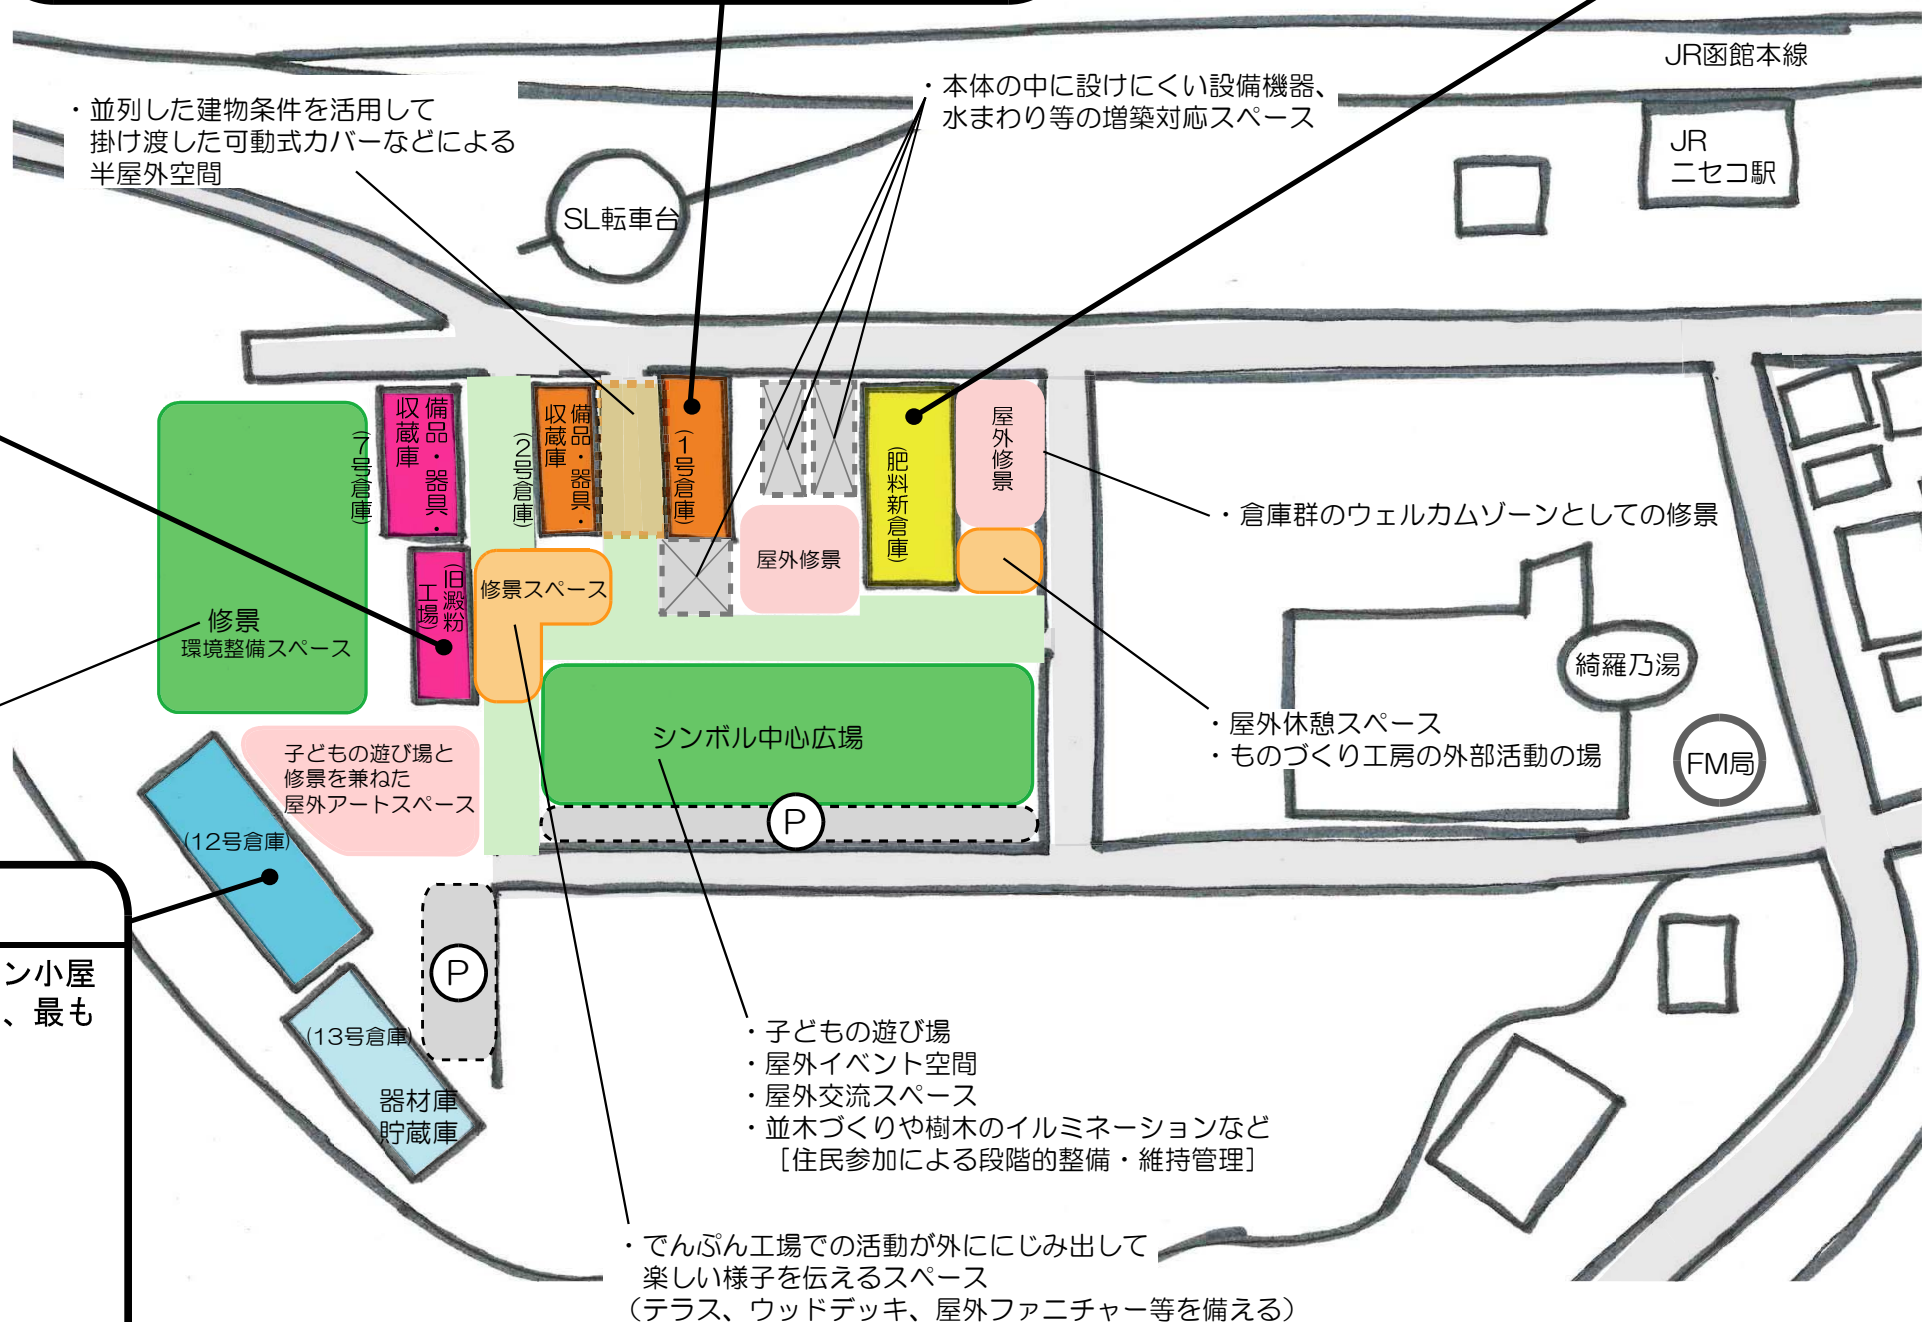 JR函館本線
・並列した建物条件を活用して
掛け渡した可動式カバーなどによる
半屋外空間
・本体の中に設けにくい設備機器、
水まわり等の増築対応スペース
JR
ニセコ駅
SL転車台
備品・器具・
収蔵庫
(7号倉庫)
備品・器具・
収蔵庫
(2号倉庫)
(1号倉庫)
(肥料新倉庫)
屋外修景
・倉庫群のウェルカムゾーンとしての修景
屋外修景
(旧澱粉
工場)
修景スペース
修景
環境整備スペース
綺羅乃湯
シンボル中心広場
・屋外休憩スペース
・ものづくり工房の外部活動の場
FM局
子どもの遊び場と
修景を兼ねた
屋外アートスペース
P
(12号倉庫)
P
ン小屋
、最も
(13号倉庫)
器材庫
貯蔵庫
・子どもの遊び場
・屋外イベント空間
・屋外交流スペース
・並木づくりや樹木のイルミネーションなど
［住民参加による段階的整備・維持管理］
・でんぷん工場での活動が外ににじみ出して
楽しい様子を伝えるスペース
（テラス、ウッドデッキ、屋外ファニチャー等を備える）